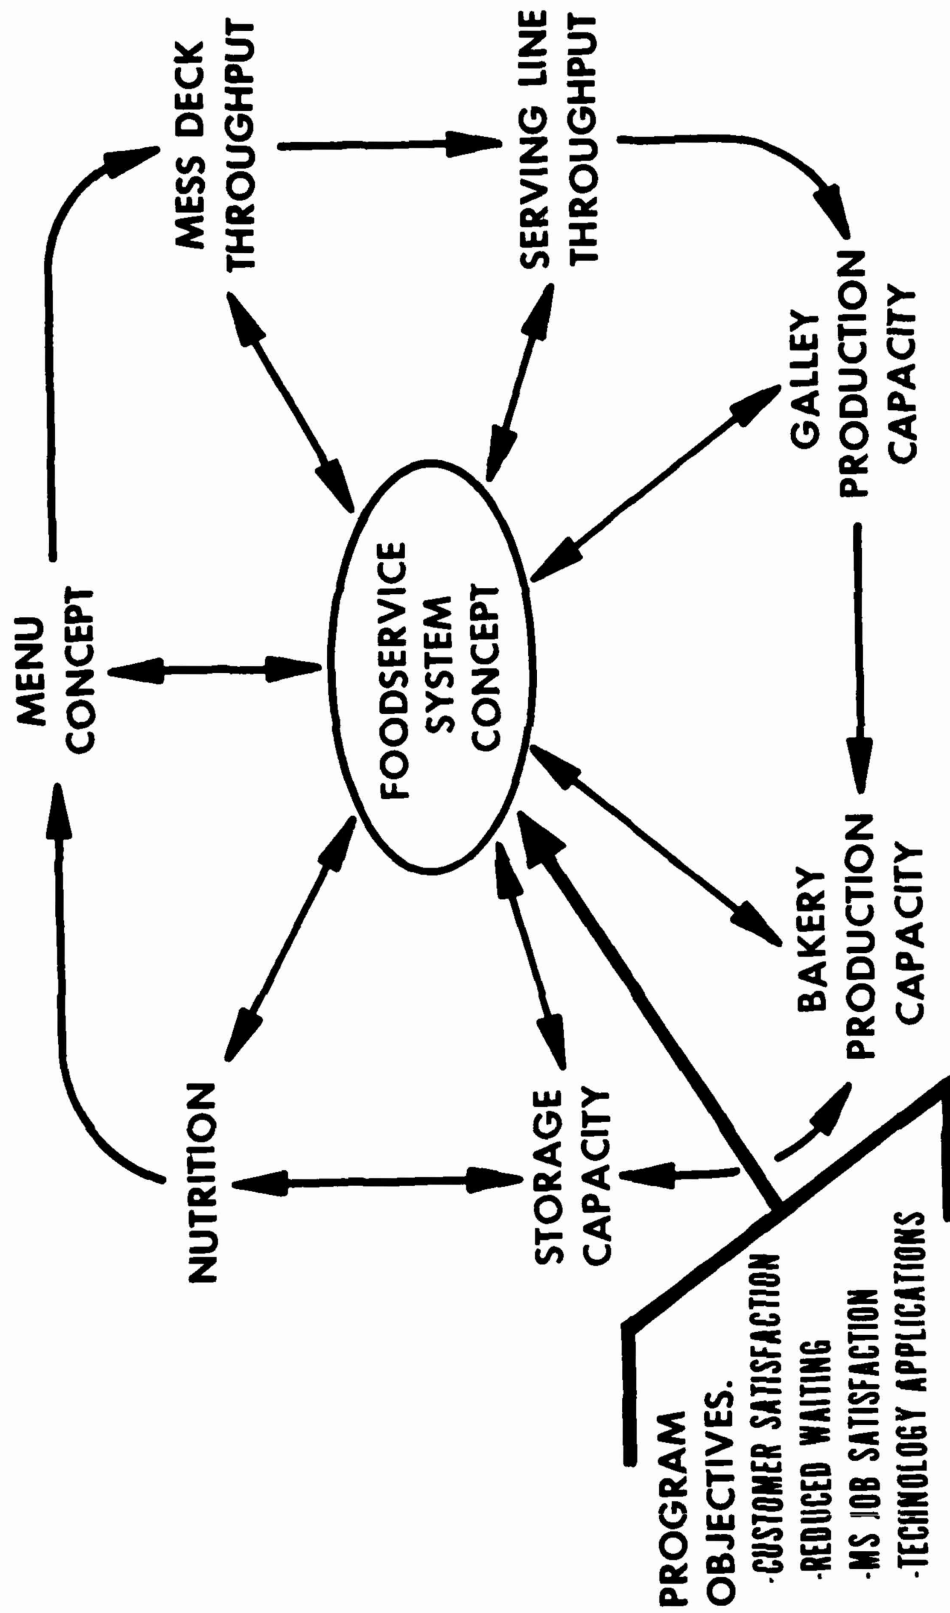 MENU
CONCEPT
MESS DECK
THROUGHPUT
SERVING LINE
THROUGHPUT
GALLEY
PRODUCTION
CAPACITY
BAKERY
PRODUCTION
CAPACITY
STORAGE
CAPACITY
NUTRITION
FOODSERVICE
SYSTEM
CONCEPT
PROGRAM
OBJECTIVES.
-CUSTOMER SATISFACTION
-REDUCED WAITING
-MS JOB SATISFACTION
-TECHNOLOGY APPLICATIONS